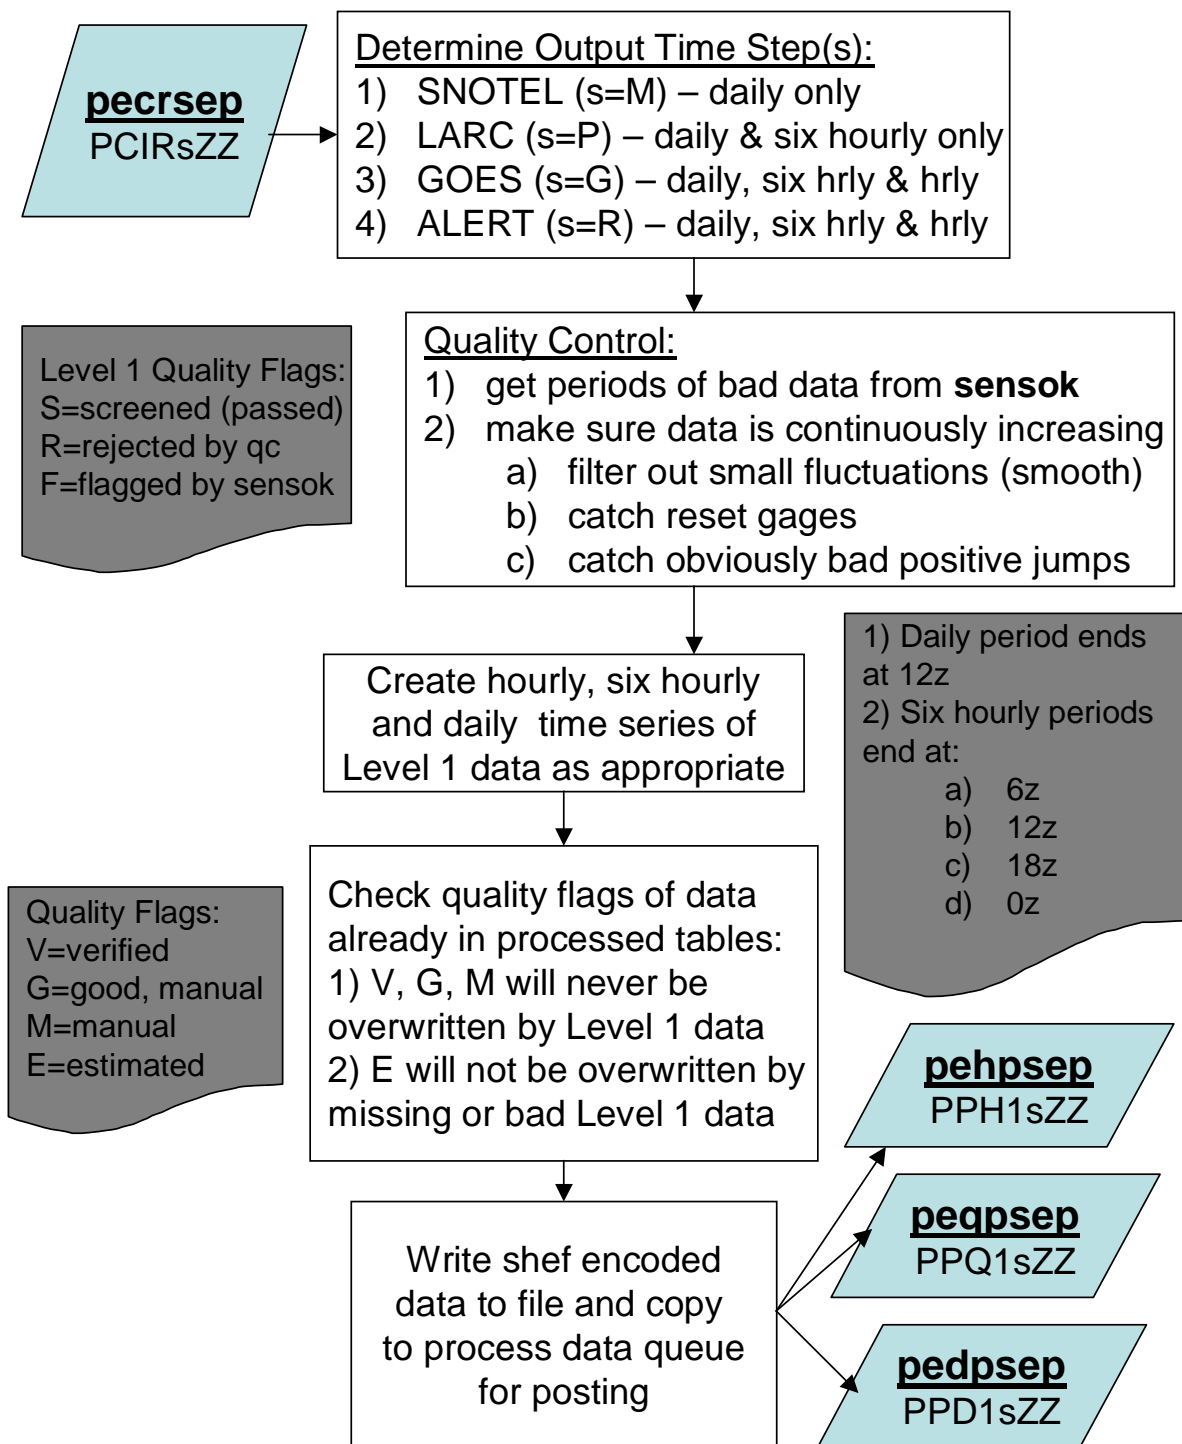 pecrsep
PCIRsZZ
Determine Output Time Step(s):
1) SNOTEL (s=M) – daily only
2) LARC (s=P) – daily & six hourly only
3) GOES (s=G) – daily, six hrly & hrly
4) ALERT (s=R) – daily, six hrly & hrly
Level 1 Quality Flags:
S=screened (passed)
R=rejected by qc
F=flagged by sensok
Quality Control:
1) get periods of bad data from sensok
2) make sure data is continuously increasing
a) filter out small fluctuations (smooth)
b) catch reset gages
c) catch obviously bad positive jumps
Create hourly, six hourly
and daily time series of
Level 1 data as appropriate
1) Daily period ends
at 12z
2) Six hourly periods
end at:
a) 6z
b) 12z
c) 18z
d) 0z
Quality Flags:
V=verified
G=good, manual
M=manual
E=estimated
Check quality flags of data
already in processed tables:
1) V, G, M will never be
overwritten by Level 1 data
2) E will not be overwritten by
missing or bad Level 1 data
Write shef encoded
data to file and copy
to process data queue
for posting
pehpsep
PPH1sZZ
peqpsep
PPQ1sZZ
pedpsep
PPD1sZZ